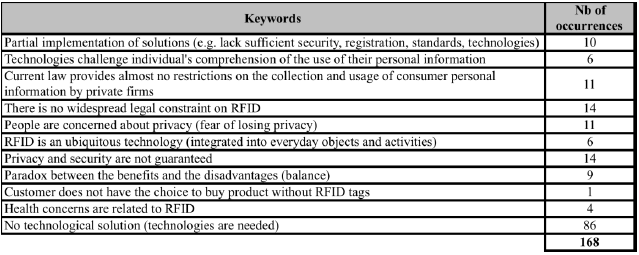 Keywords Nb of occurrences
Partial implementation of solutions (e.g. lack sufficient security, registration, standards, technologies) 10
Technologies challenge individual's comprehension of the use of their personal information 6
Current law provides almost no restrictions on the collection and usage of consumer personal
information by private firms 11
There is no widespread legal constraint on RFID 14
People are concerned about privacy (fear of losing privacy) 11
RFID is an ubiquitous technology (integrated into everyday objects and activities) 6
Privacy and security are not guaranteed 14
Paradox between the benefits and the disadvantages (balance) 9
Customer does not have the choice to buy product without RFID tags 1
Health concerns are related to RFID 4
No technological solution (technologies are needed) 86
168